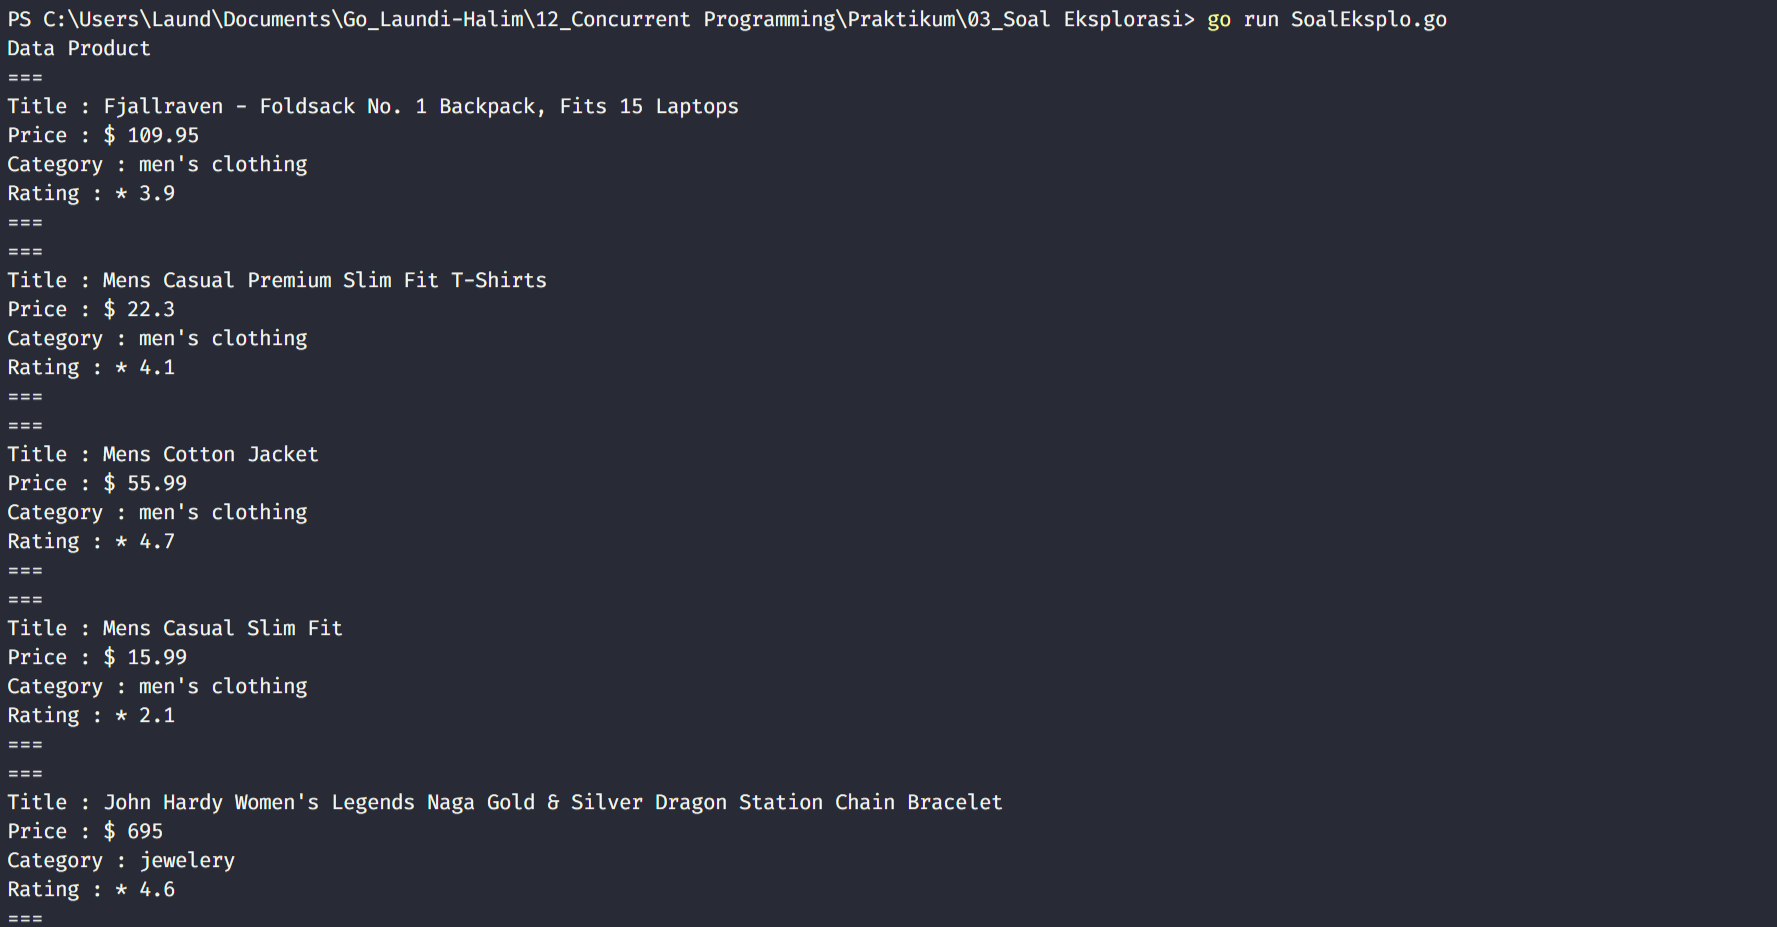 PS C:\Users\Laund\Documents\Go_Laundi-Halim\12_Concurrent Programming\Praktikum\03_Soal Eksplorasi> go run SoalEksplo.go
Data Product
===
Title : Fjallraven - Foldsack No. 1 Backpack, Fits 15 Laptops
Price : $ 109.95
Category : men's clothing
Rating : * 3.9
===
===
Title : Mens Casual Premium Slim Fit T-Shirts
Price : $ 22.3
Category : men's clothing
Rating : * 4.1
===
===
Title : Mens Cotton Jacket
Price : $ 55.99
Category : men's clothing
Rating : * 4.7
===
===
Title : Mens Casual Slim Fit
Price : $ 15.99
Category : men's clothing
Rating : * 2.1
===
===
Title : John Hardy Women's Legends Naga Gold & Silver Dragon Station Chain Bracelet
Price : $ 695
Category : jewelery
Rating : * 4.6
===